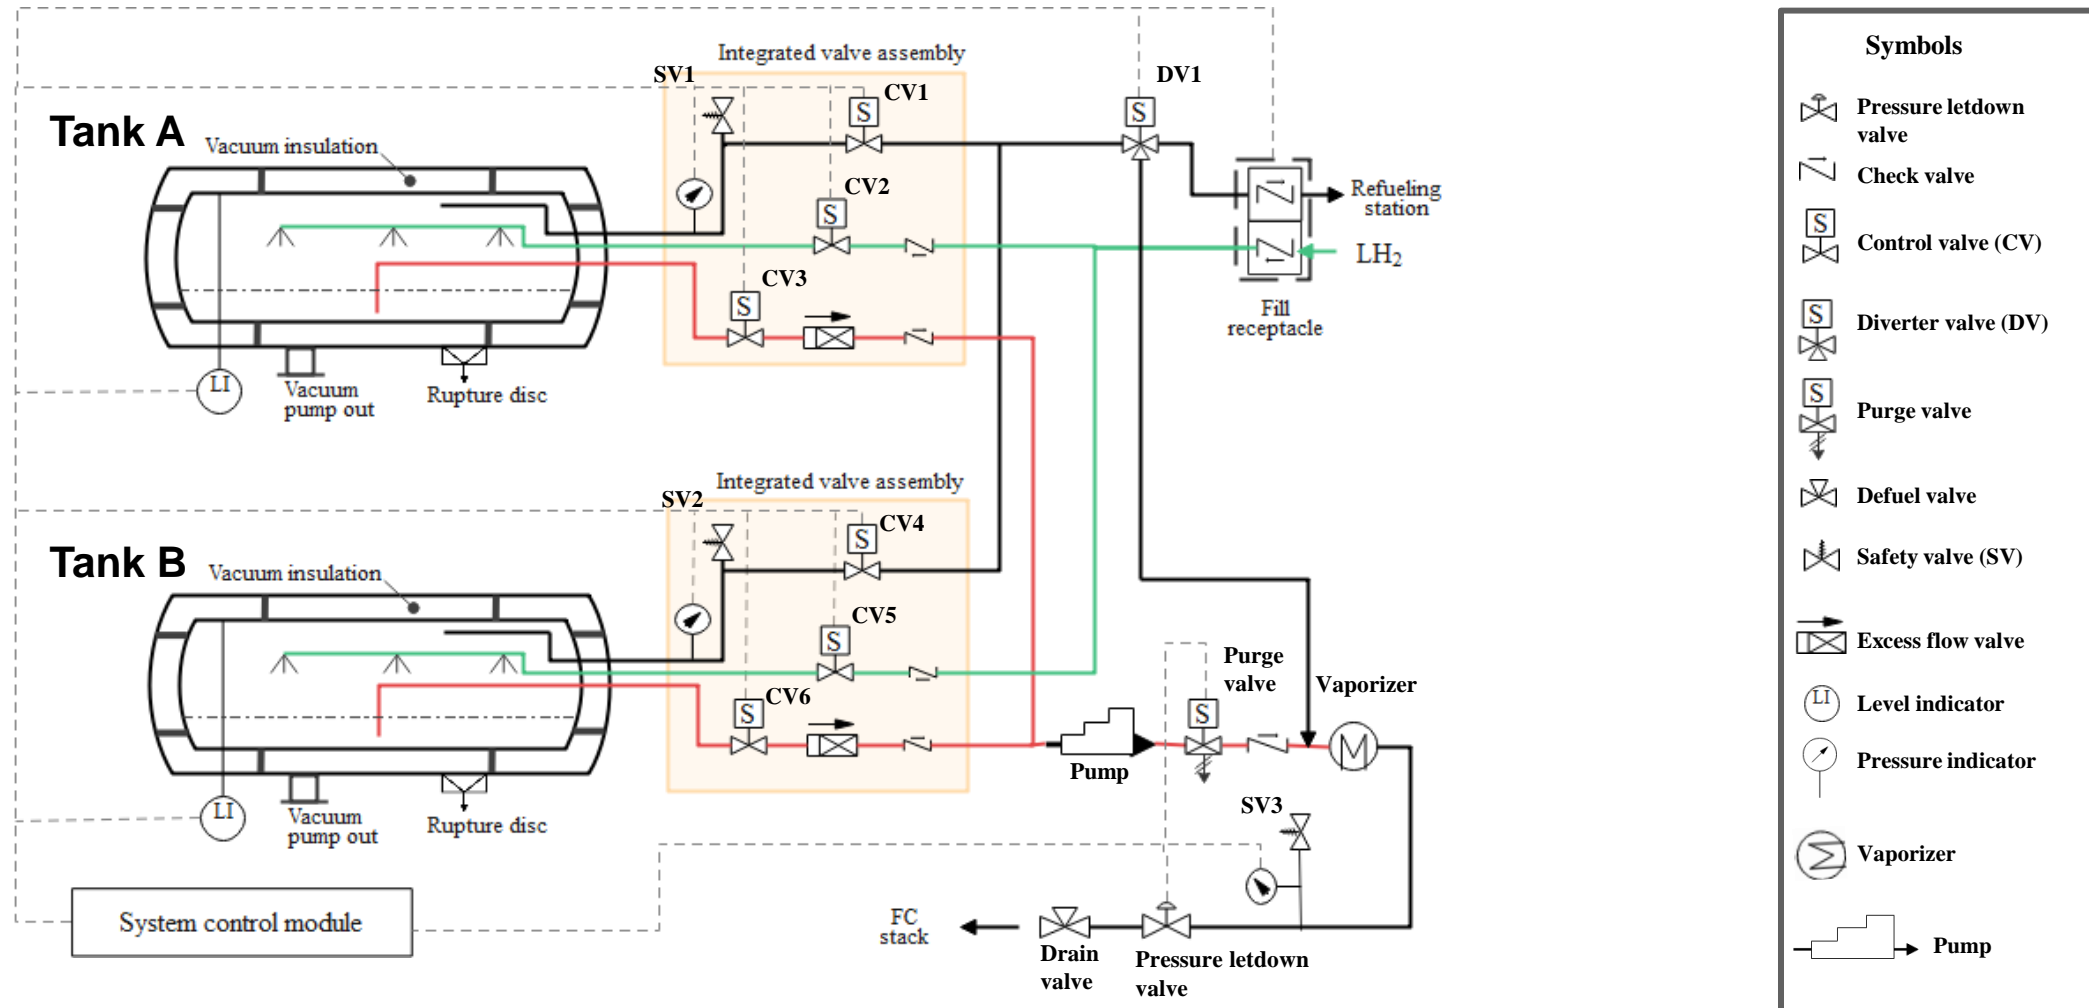 Integrated valve assembly
SV1
CV1
DV1
Tank A
Vacuum insulation
S
S
CV2
S
Refueling
station
LH₂
CV3
S
Fill
receptacle
LI
Vacuum
pump out
Rupture disc
Integrated valve assembly
SV2
CV4
S
Tank B
Vacuum insulation
CV5
S
CV6
S
Purge
valve
Vaporizer
S
M
Pump
LI
Vacuum
pump out
Rupture disc
SV3
System control module
FC
stack
Drain
valve
Pressure letdown
valve
Symbols
Pressure letdown
valve
Check valve
S
Control valve (CV)
S
Diverter valve (DV)
S
Purge valve
Defuel valve
Safety valve (SV)
Excess flow valve
LI
Level indicator
Pressure indicator
Vaporizer
Pump